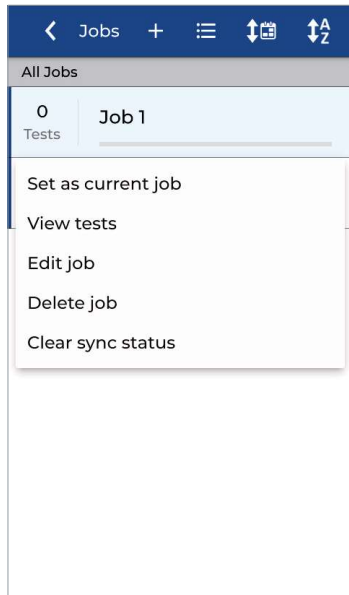 Jobs
A
Z
All Jobs
0
Tests
Job 1
Set as current job
View tests
Edit job
Delete job
Clear sync status